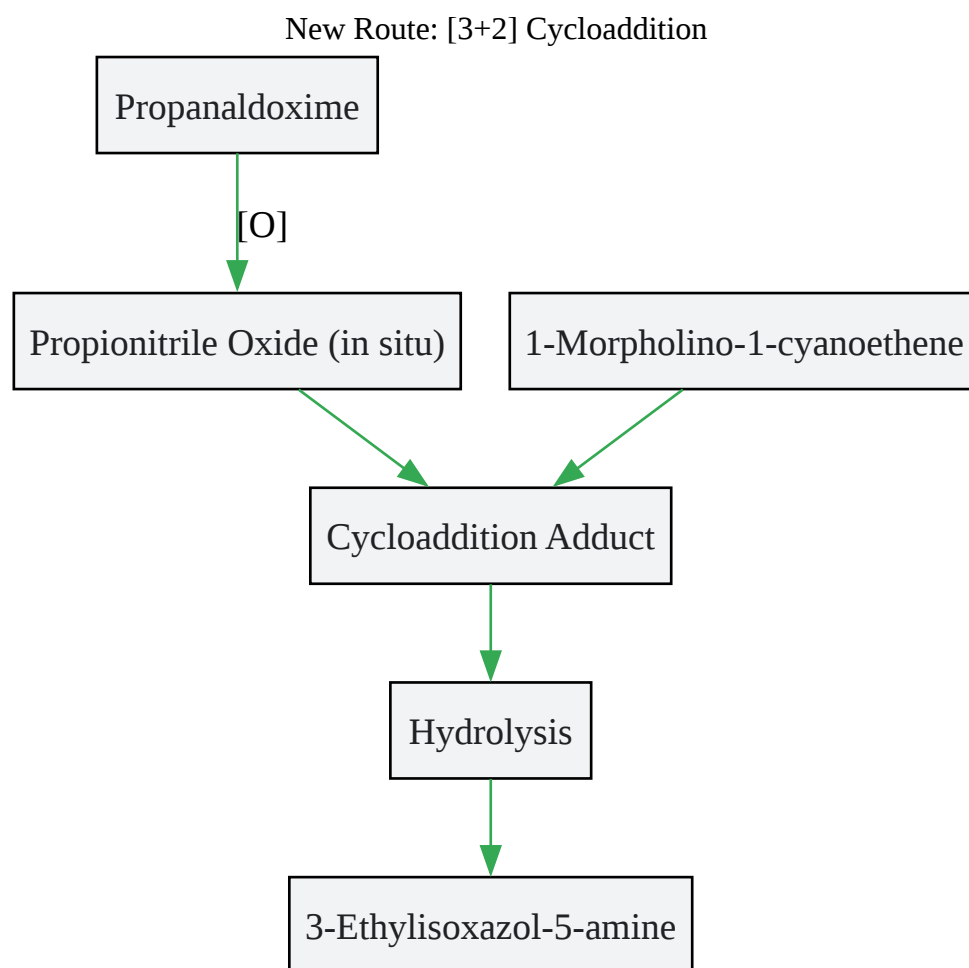 New Route: [3+2] Cycloaddition
Propanaldoxime
[O]
Propionitrile Oxide (in situ)
1-Morpholino-1-cyanoethene
Cycloaddition Adduct
Hydrolysis
3-Ethylisoxazol-5-amine